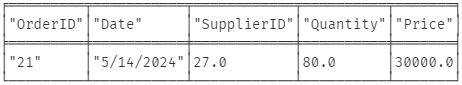 "OrderID" "Date" "SupplierID" "Quantity" "Price"
"21" "5/14/2024" 27.0 80.0 30000.0